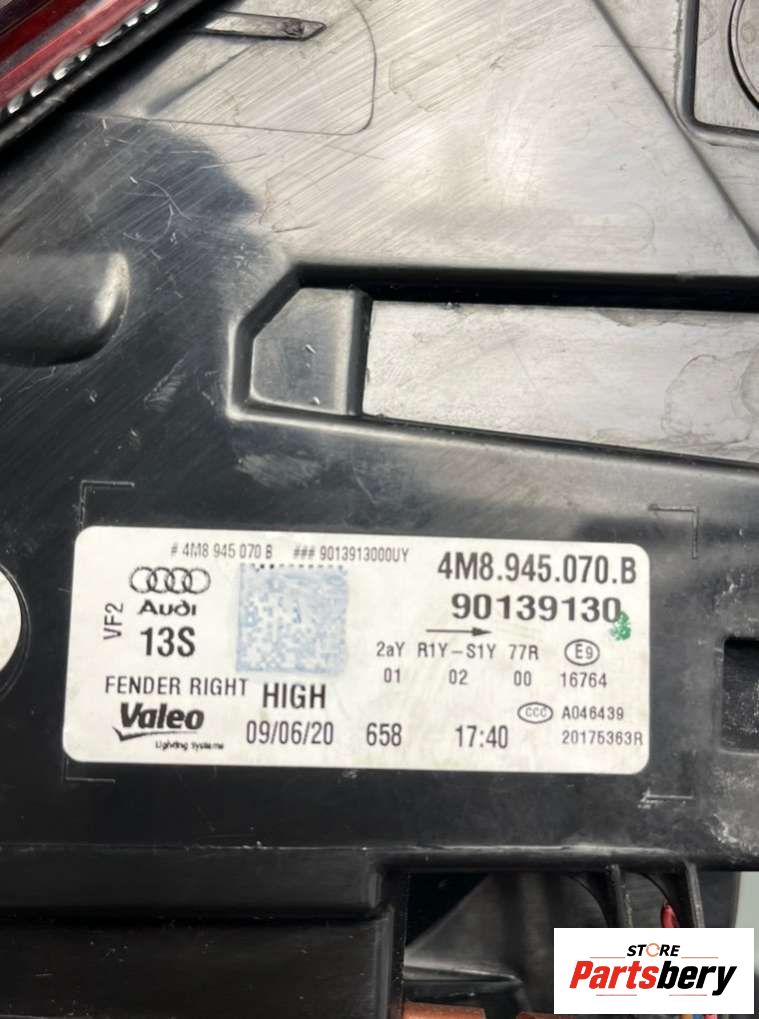 # 4M8 945 070 B ### 9013913000UY
4M8.945.070.B
90139130
VF2
Audi
13S
2aY R1Y-S1Y 77R E9
01 02 00 16764
FENDER RIGHT HIGH
CCC A046439
Valeo
Lighting Systems
09/06/20 658 17:40 20175363R
STORE
Partsbery